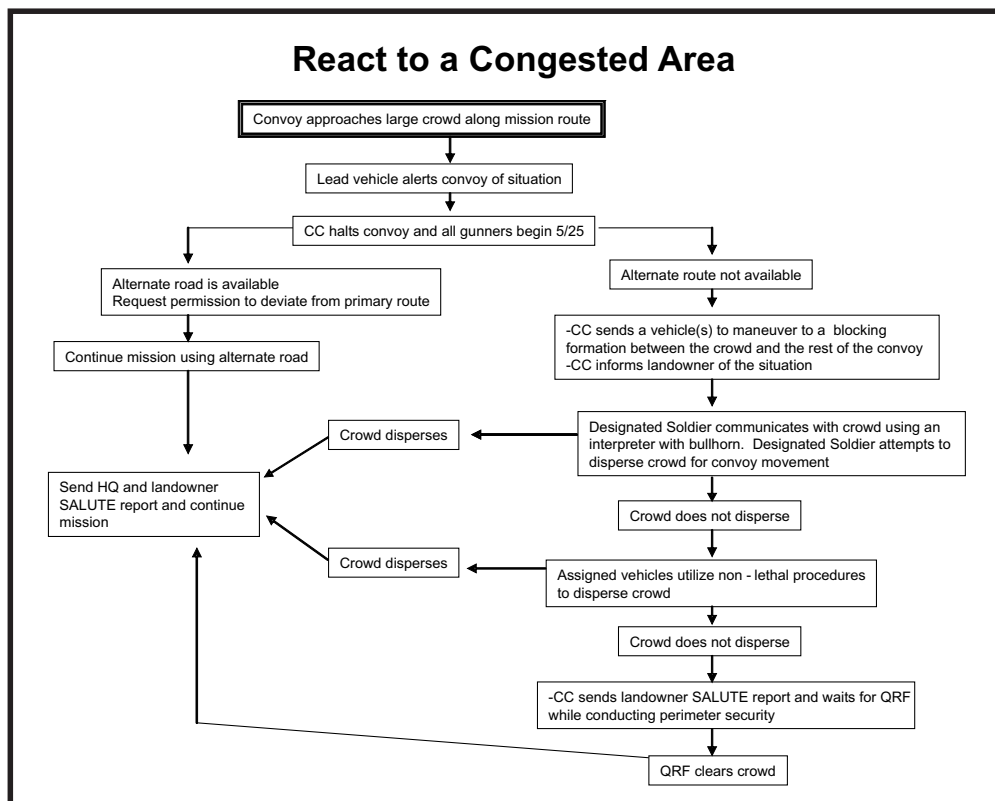 React to a Congested Area
Convoy approaches large crowd along mission route
Lead vehicle alerts convoy of situation
CC halts convoy and all gunners begin 5/25
Alternate road is available
Request permission to deviate from primary route
Alternate route not available
Continue mission using alternate road
-CC sends a vehicle(s) to maneuver to a blocking
formation between the crowd and the rest of the convoy
-CC informs landowner of the situation
Crowd disperses
Designated Soldier communicates with crowd using an
interpreter with bullhorn. Designated Soldier attempts to
disperse crowd for convoy movement
Send HQ and landowner
SALUTE report and continue
mission
Crowd does not disperse
Crowd disperses
Assigned vehicles utilize non - lethal procedures
to disperse crowd
Crowd does not disperse
-CC sends landowner SALUTE report and waits for QRF
while conducting perimeter security
QRF clears crowd